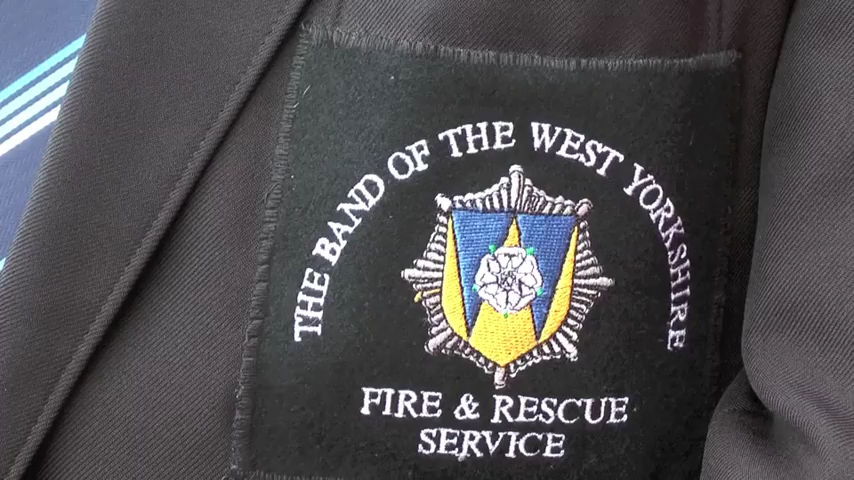 THE BAND OF THE WEST YORKSHIRE
FIRE & RESCUE
SERVICE